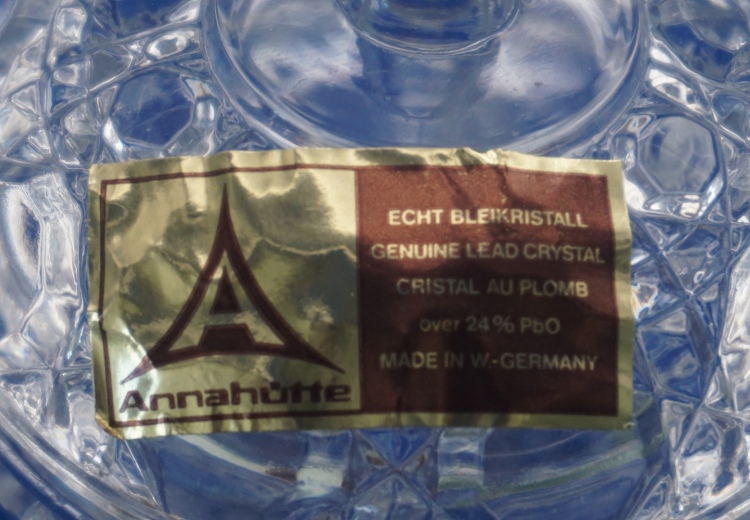 Annahütte
ECHT BLEIKRISTALL
GENUINE LEAD CRYSTAL
CRISTAL AU PLOMB
over 24% PbO
MADE IN W.-GERMANY